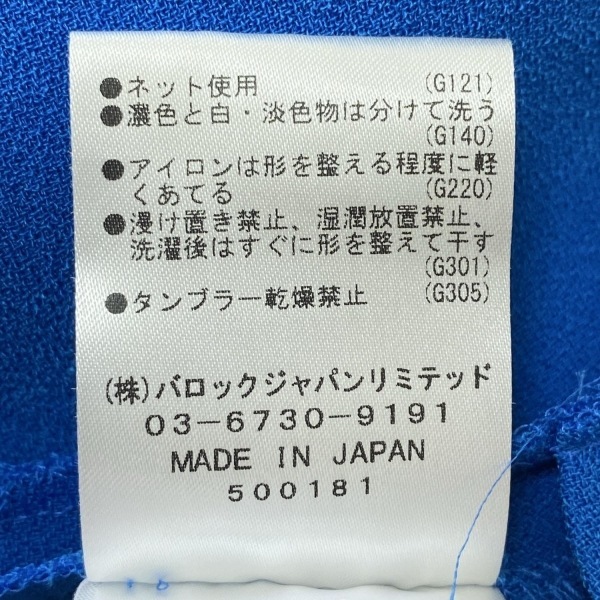 ●ネット使用 (G121)
●濃色と白・淡色物は分けて洗う
(G140)
●アイロンは形を整える程度に軽
くあてる (G220)
●浸け置き禁止、湿潤放置禁止、
洗濯後はすぐに形を整えて干す
(G301)
●タンブラー乾燥禁止 (G305)
(株)バロックジャパンリミテッド
03-6730-9191
MADE IN JAPAN
500181